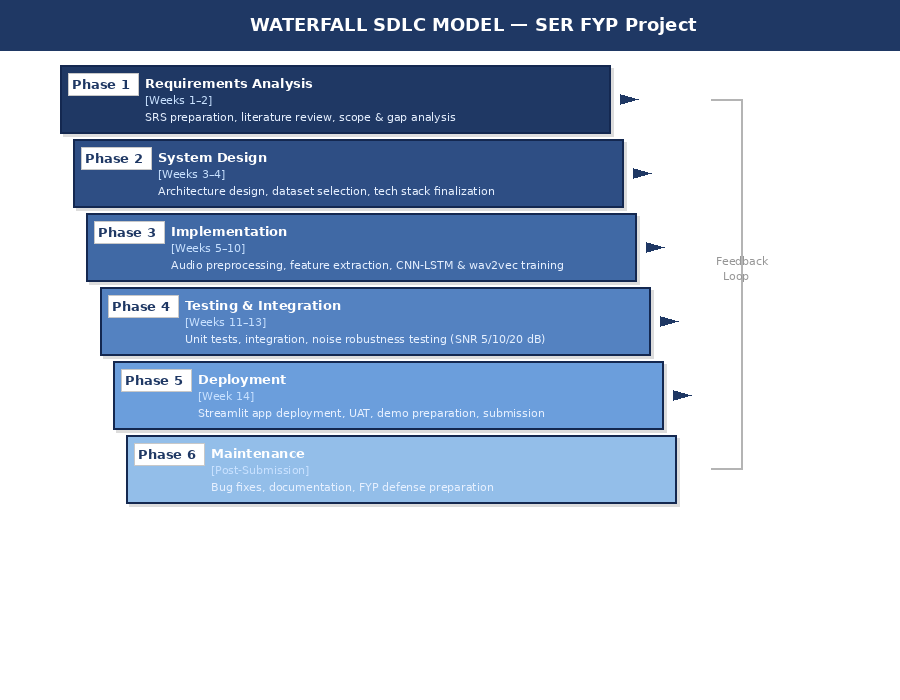 WATERFALL SDLC MODEL — SER FYP Project
Phase 1
Requirements Analysis
[Weeks 1–2]
SRS preparation, literature review, scope & gap analysis
Phase 2
System Design
[Weeks 3–4]
Architecture design, dataset selection, tech stack finalization
Phase 3
Implementation
[Weeks 5–10]
Audio preprocessing, feature extraction, CNN-LSTM & wav2vec training
Phase 4
Testing & Integration
[Weeks 11–13]
Unit tests, integration, noise robustness testing (SNR 5/10/20 dB)
Phase 5
Deployment
[Week 14]
Streamlit app deployment, UAT, demo preparation, submission
Phase 6
Maintenance
[Post-Submission]
Bug fixes, documentation, FYP defense preparation
Feedback
Loop